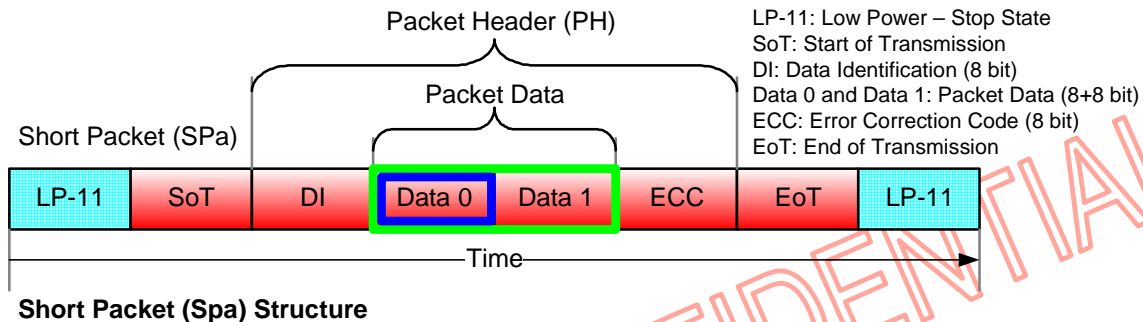 Packet Header (PH)
Packet Data
Short Packet (SPa)
LP-11: Low Power – Stop State
SoT: Start of Transmission
DI: Data Identification (8 bit)
Data 0 and Data 1: Packet Data (8+8 bit)
ECC: Error Correction Code (8 bit)
EoT: End of Transmission
LP-11 SoT DI Data 0 Data 1 ECC EoT LP-11
Time
Short Packet (Spa) Structure
FIDENTIAL